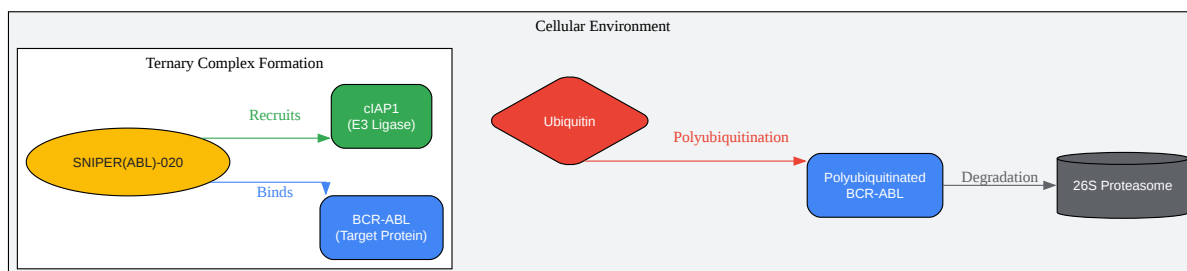 Cellular Environment
Ternary Complex Formation
SNIPER(ABL)-020
Recruits
cIAP1
(E3 Ligase)
Binds
BCR-ABL
(Target Protein)
Ubiquitin
Polyubiquitination
Polyubiquitinated
BCR-ABL
Degradation
26S Proteasome